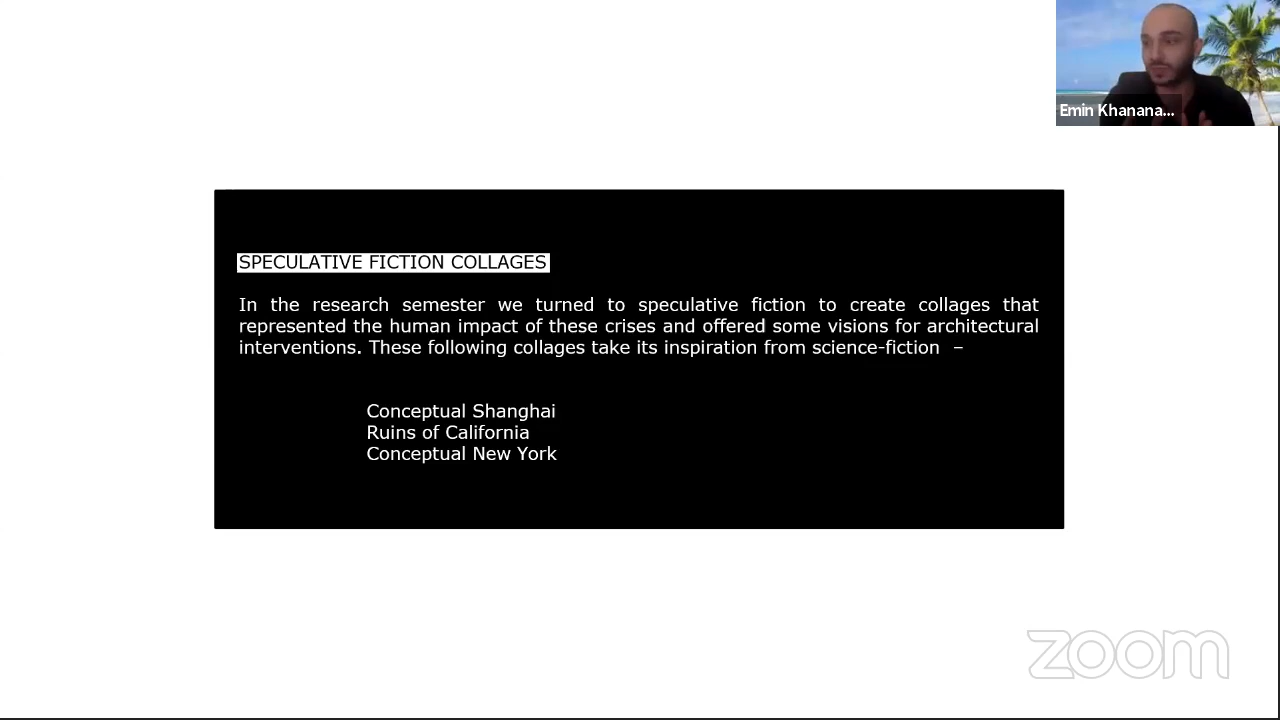 Emin Khanana...
SPECULATIVE FICTION COLLAGES
In the research semester we turned to speculative fiction to create collages that
represented the human impact of these crises and offered some visions for architectural
interventions. These following collages take its inspiration from science-fiction –
Conceptual Shanghai
Ruins of California
Conceptual New York
zoom